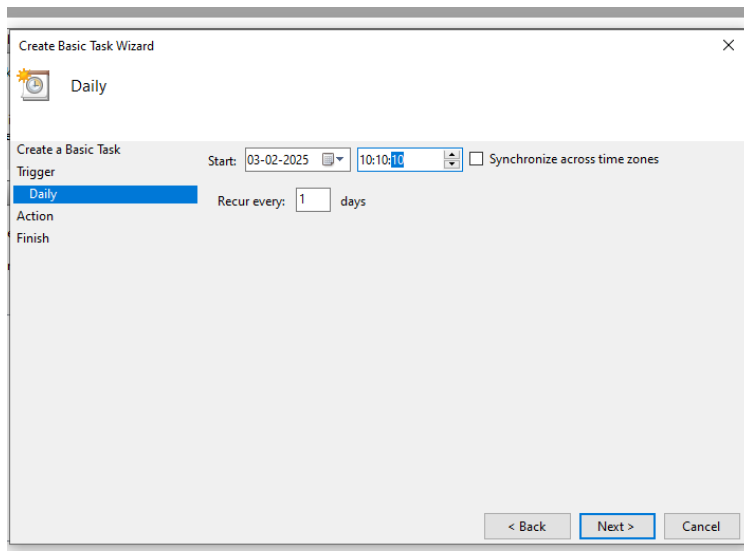 Create Basic Task Wizard
Daily
Create a Basic Task
Trigger
Daily
Action
Finish
Start: 03-02-2025 10:10:10 Synchronize across time zones
Recur every: 1 days
< Back Next > Cancel